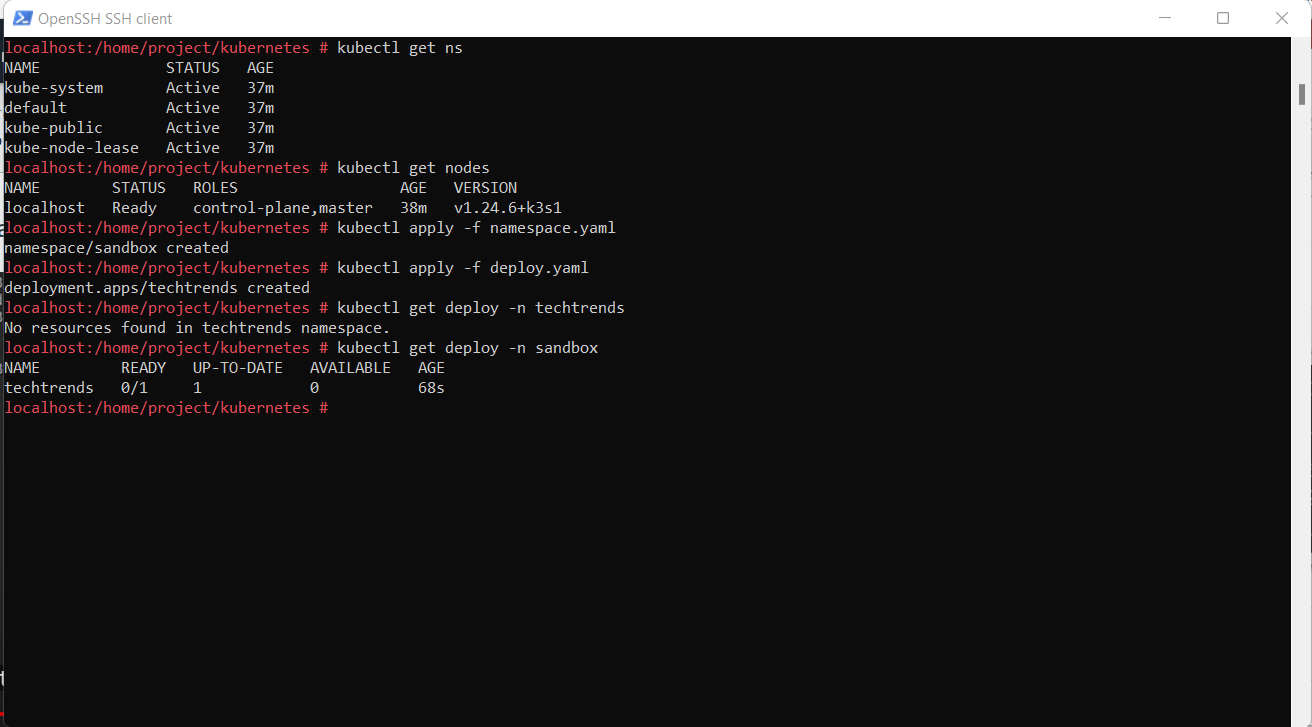 OpenSSH SSH client
localhost:/home/project/kubernetes # kubectl get ns
NAME              STATUS   AGE
kube-system       Active   37m
default           Active   37m
kube-public       Active   37m
kube-node-lease   Active   37m
localhost:/home/project/kubernetes # kubectl get nodes
NAME        STATUS   ROLES                  AGE   VERSION
localhost   Ready    control-plane,master   38m   v1.24.6+k3s1
localhost:/home/project/kubernetes # kubectl apply -f namespace.yaml
namespace/sandbox created
localhost:/home/project/kubernetes # kubectl apply -f deploy.yaml
deployment.apps/techtrends created
localhost:/home/project/kubernetes # kubectl get deploy -n techtrends
No resources found in techtrends namespace.
localhost:/home/project/kubernetes # kubectl get deploy -n sandbox
NAME         READY   UP-TO-DATE   AVAILABLE   AGE
techtrends   0/1     1            0           68s
localhost:/home/project/kubernetes #